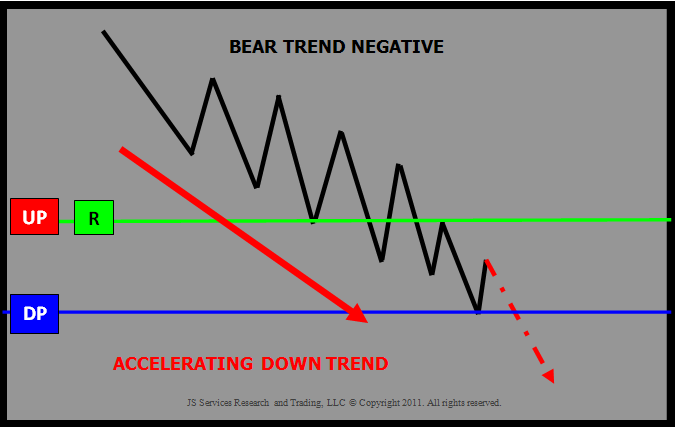 BEAR TREND NEGATIVE
UP
R
DP
ACCELERATING DOWN TREND
JS Services Research and Trading, LLC © Copyright 2011. All rights reserved.